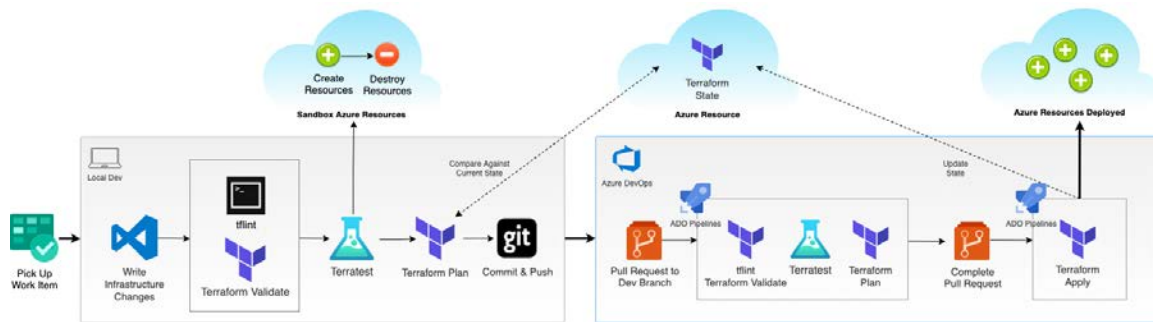 Create
Resources
Destroy
Resources
Sandbox Azure Resources
Terraform
State
Azure Resource
Azure Resources Deployed
Local Dev
Compare Against
Current State
Azure DevOps
Update
State
Pick Up
Work Item
Write
Infrastructure
Changes
tflint
Terraform Validate
Terratest
Terraform Plan
git
Commit & Push
Pull Request to
Dev Branch
ADO Pipelines
tflint
Terraform Validate
Terratest
Terraform
Plan
Complete
Pull Request
ADO Pipelines
Terraform
Apply